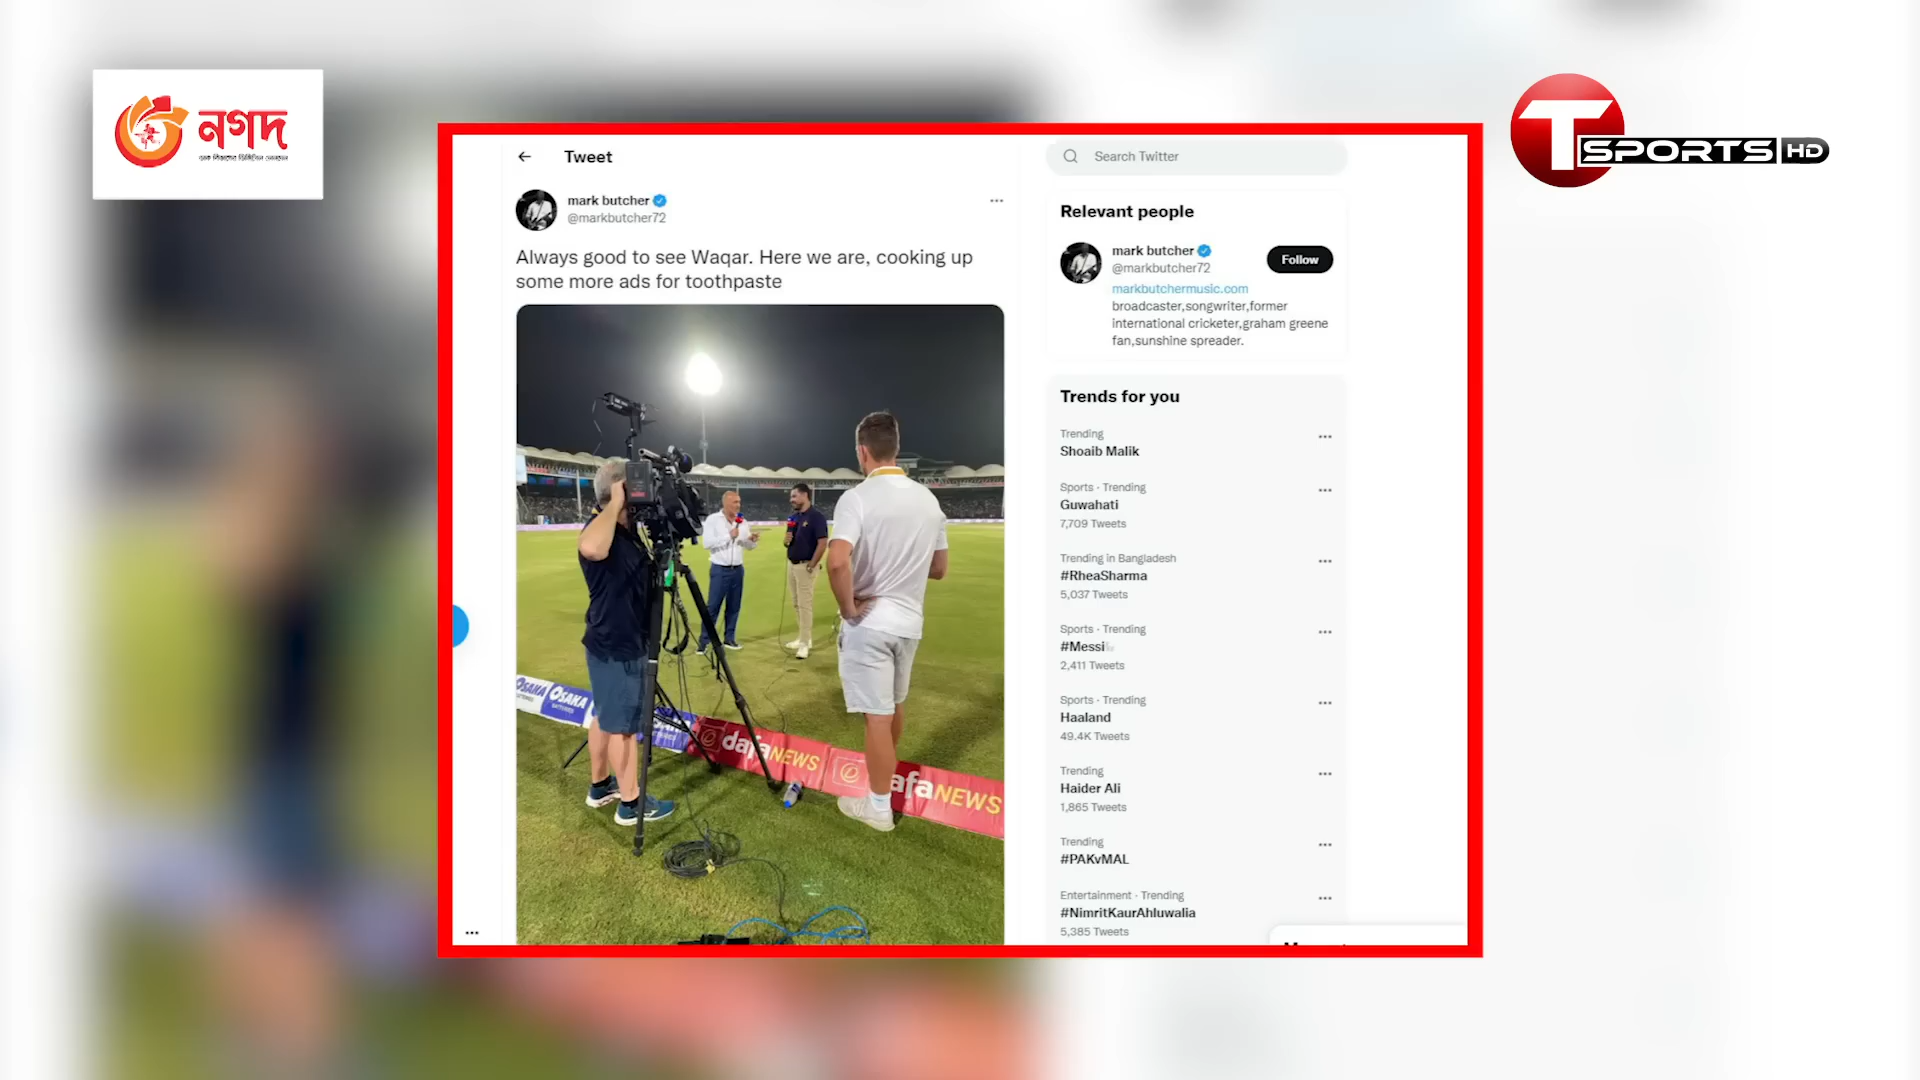 নগদ
T SPORTS HD
Tweet
Search Twitter
mark butcher
@markbutcher72
Always good to see Waqar. Here we are, cooking up
some more ads for toothpaste
OSAKA
OSAKA
BATTERIES
dafaNEWS
afaNEWS
Relevant people
mark butcher
@markbutcher72
Follow
markbutchermusic.com
broadcaster,songwriter,former
international cricketer,graham greene
fan,sunshine spreader.
Trends for you
Trending
Shoaib Malik
Sports · Trending
Guwahati
7,709 Tweets
Trending in Bangladesh
#RheaSharma
5,037 Tweets
Sports · Trending
#Messi
2,411 Tweets
Sports · Trending
Haaland
49.4K Tweets
Trending
Haider Ali
1,865 Tweets
Trending
#PAKvMAL
Entertainment · Trending
#NimritKaurAhluwalia
5,385 Tweets